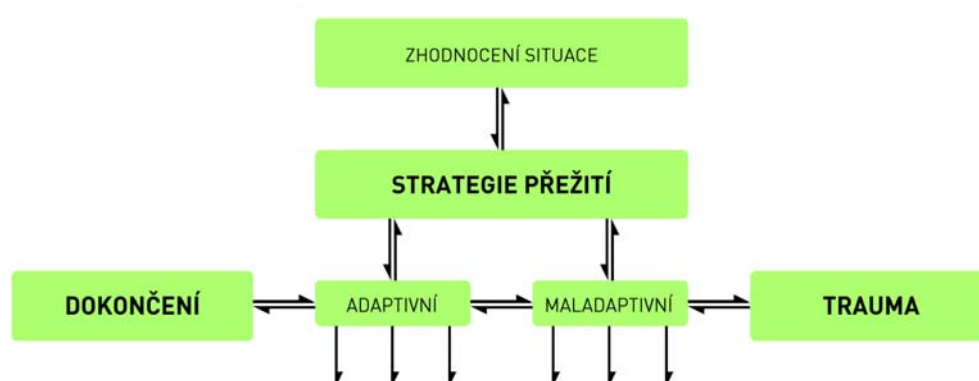 ZHODNOCENÍ SITUACE
STRATEGIE PŘEŽITÍ
DOKONČENÍ
ADAPTIVNÍ
MALADAPTIVNÍ
TRAUMA